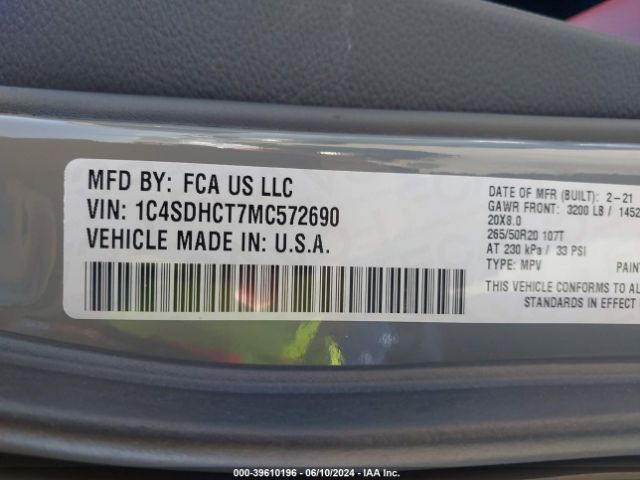 MFD BY: FCA US LLC
VIN: 1C4SDHCT7MC572690
VEHICLE MADE IN: U.S.A.
DATE OF MFR (BUILT): 2-21
GAWR FRONT: 3200 LB / 1452
20X8.0
265/50R20 107T
AT 230 kPa / 33 PSI
TYPE: MPV PAIN
THIS VEHICLE CONFORMS TO AL
STANDARDS IN EFFECT
000-39610196 - 06/10/2024 - IAA Inc.